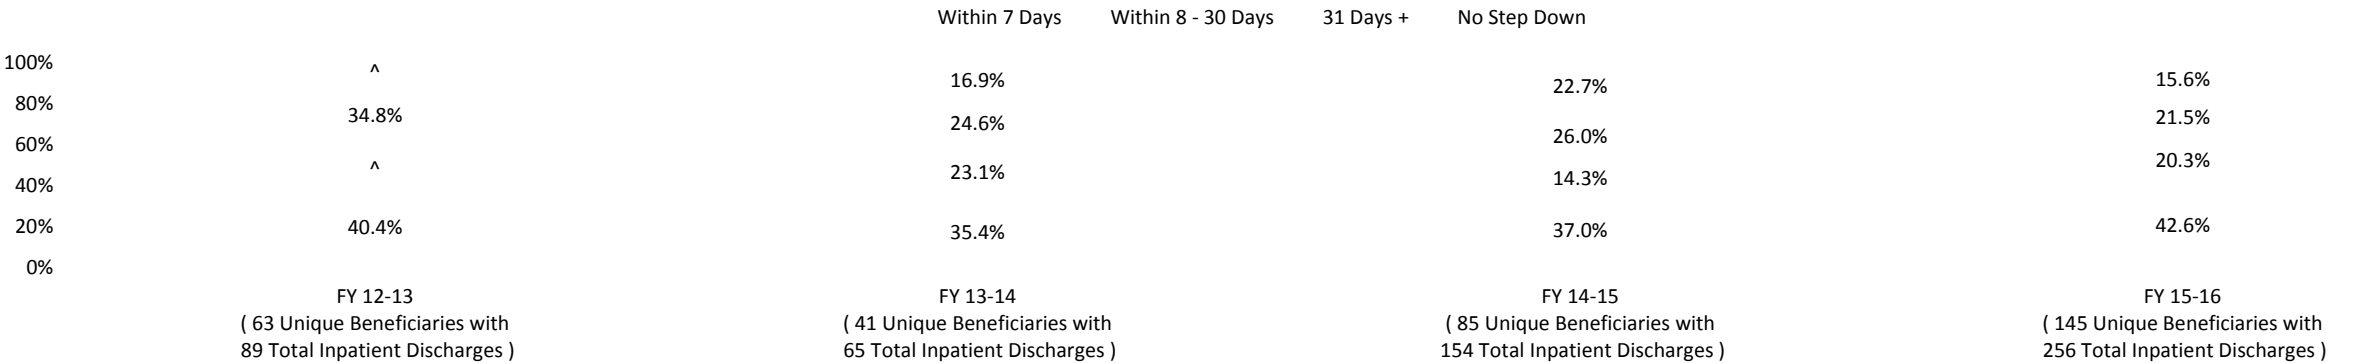 Within 7 Days Within 8 - 30 Days 31 Days + No Step Down
100%
80%
60%
40%
20%
0%
^
34.8%
^
40.4%
16.9%
24.6%
23.1%
35.4%
22.7%
26.0%
14.3%
37.0%
15.6%
21.5%
20.3%
42.6%
FY 12-13
( 63 Unique Beneficiaries with
89 Total Inpatient Discharges )
FY 13-14
( 41 Unique Beneficiaries with
65 Total Inpatient Discharges )
FY 14-15
( 85 Unique Beneficiaries with
154 Total Inpatient Discharges )
FY 15-16
( 145 Unique Beneficiaries with
256 Total Inpatient Discharges )